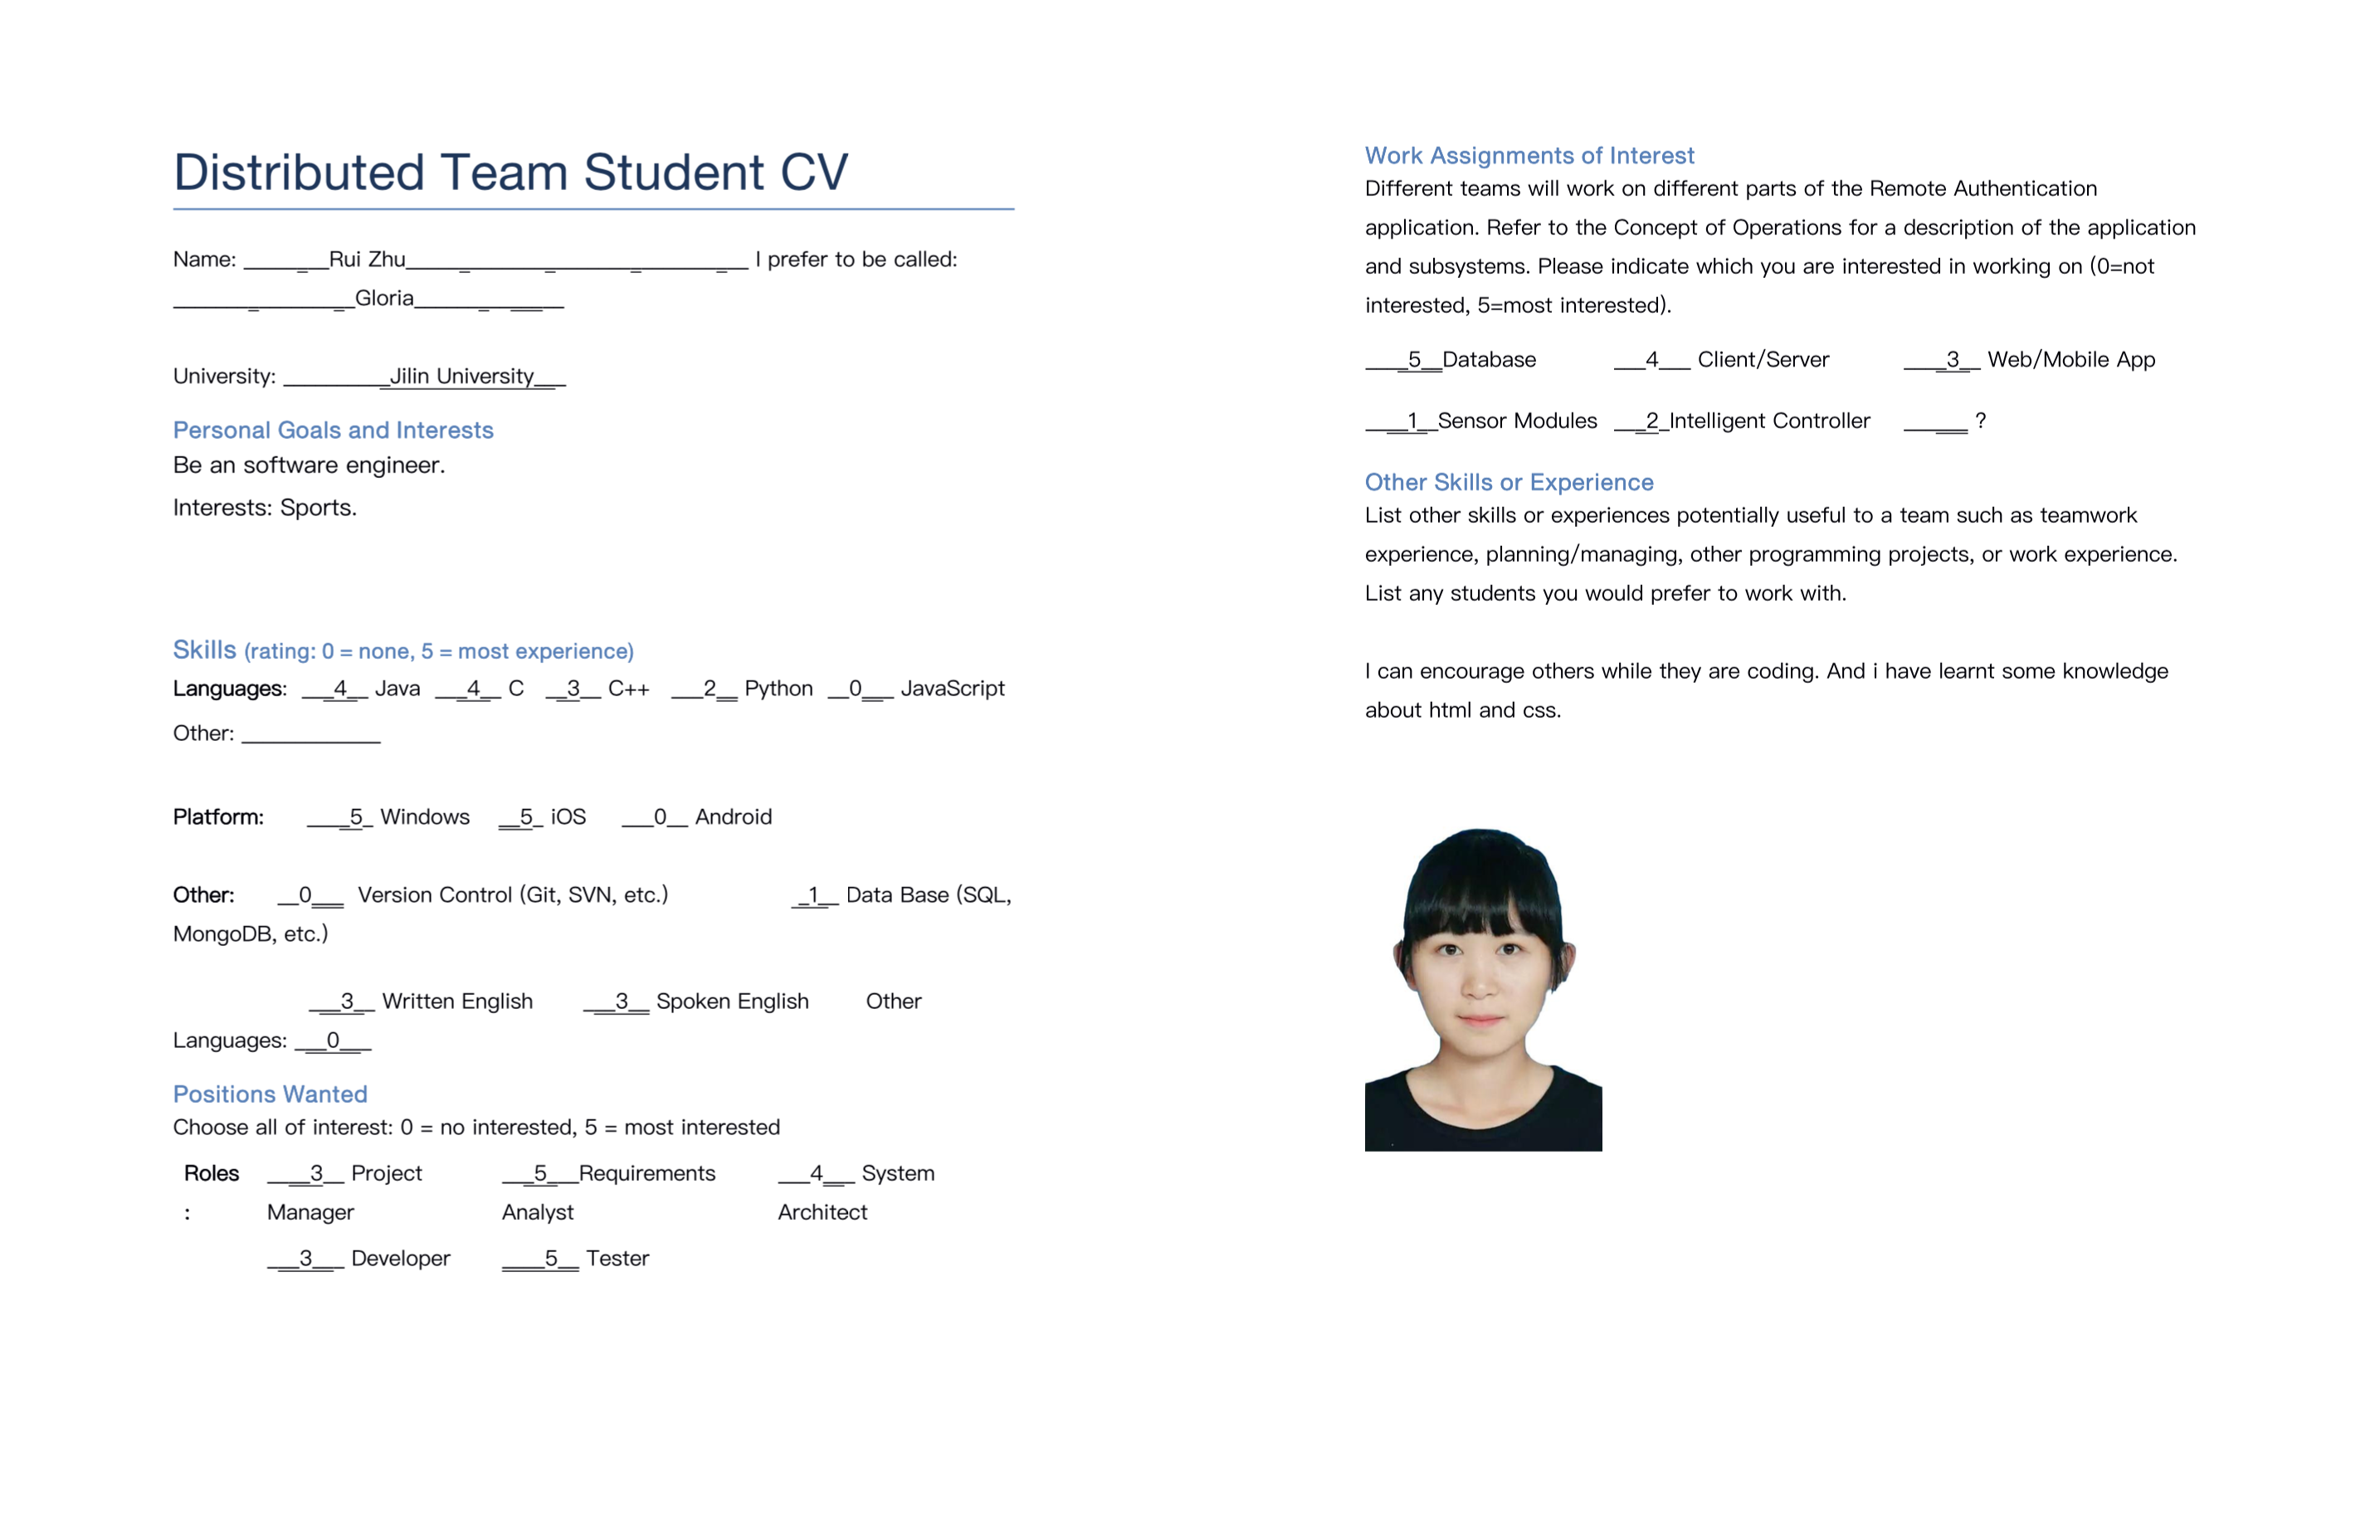 Distributed Team Student CV
Name: ________Rui Zhu________________________________ I prefer to be called:
_________________Gloria______________
University: __________Jilin University___
Personal Goals and Interests
Be an software engineer.
Interests: Sports.
Skills (rating: 0 = none, 5 = most experience)
Languages: ___4__ Java ___4__ C __3__ C++ ___2__ Python __0___ JavaScript
Other: _____________
Platform: ____5_ Windows __5_ iOS ___0__ Android
Other: __0___ Version Control (Git, SVN, etc.) _1__ Data Base (SQL,
MongoDB, etc.)
___3__ Written English ___3__ Spoken English Other
Languages: ___0___
Positions Wanted
Choose all of interest: 0 = no interested, 5 = most interested
Roles ____3__ Project ___5___Requirements ___4___ System
: Manager Analyst Architect
___3___ Developer ____5__ Tester
Work Assignments of Interest
Different teams will work on different parts of the Remote Authentication
application. Refer to the Concept of Operations for a description of the application
and subsystems. Please indicate which you are interested in working on (0=not
interested, 5=most interested).
____5__Database ___4___ Client/Server ____3__ Web/Mobile App
____1__Sensor Modules ___2_Intelligent Controller ______ ?
Other Skills or Experience
List other skills or experiences potentially useful to a team such as teamwork
experience, planning/managing, other programming projects, or work experience.
List any students you would prefer to work with.
I can encourage others while they are coding. And i have learnt some knowledge
about html and css.